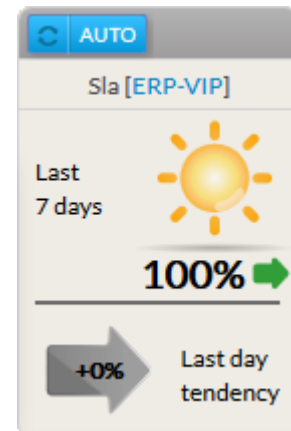 AUTO
Sla [ERP-VIP]
Last
7 days
100%
+0%
Last day
tendency